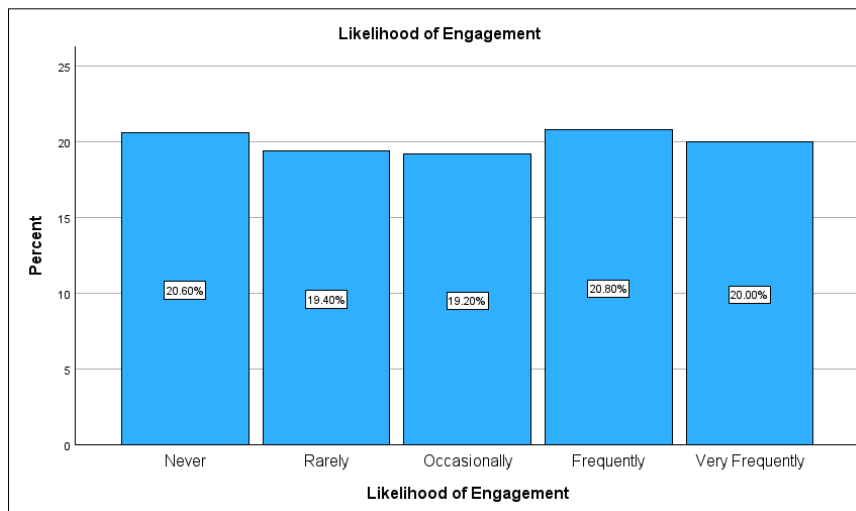 Likelihood of Engagement
Percent
25
20
15
10
5
0
20.60%
19.40%
19.20%
20.80%
20.00%
Never
Rarely
Occasionally
Frequently
Very Frequently
Likelihood of Engagement